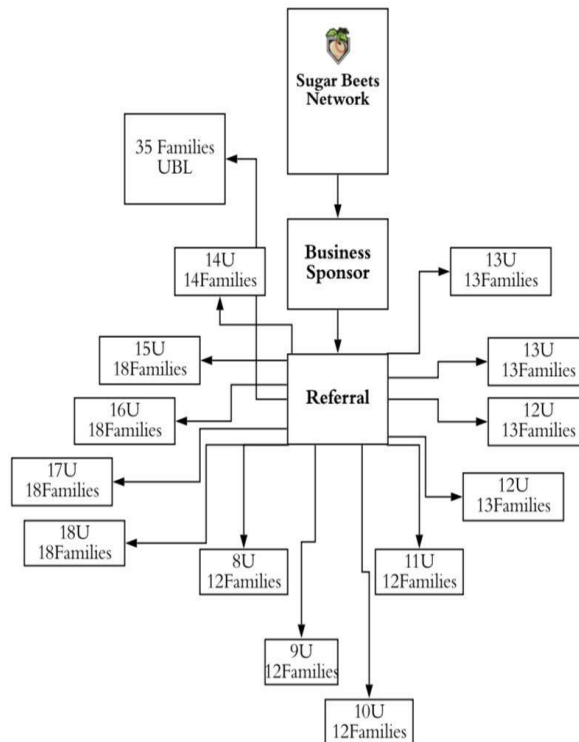 Sugar Beets
Network
35 Families
UBL
Business
Sponsor
14U
14Families
13U
13Families
15U
18Families
13U
13Families
Referral
16U
18Families
12U
13Families
17U
18Families
12U
13Families
18U
18Families
8U
12Families
11U
12Families
9U
12Families
10U
12Families